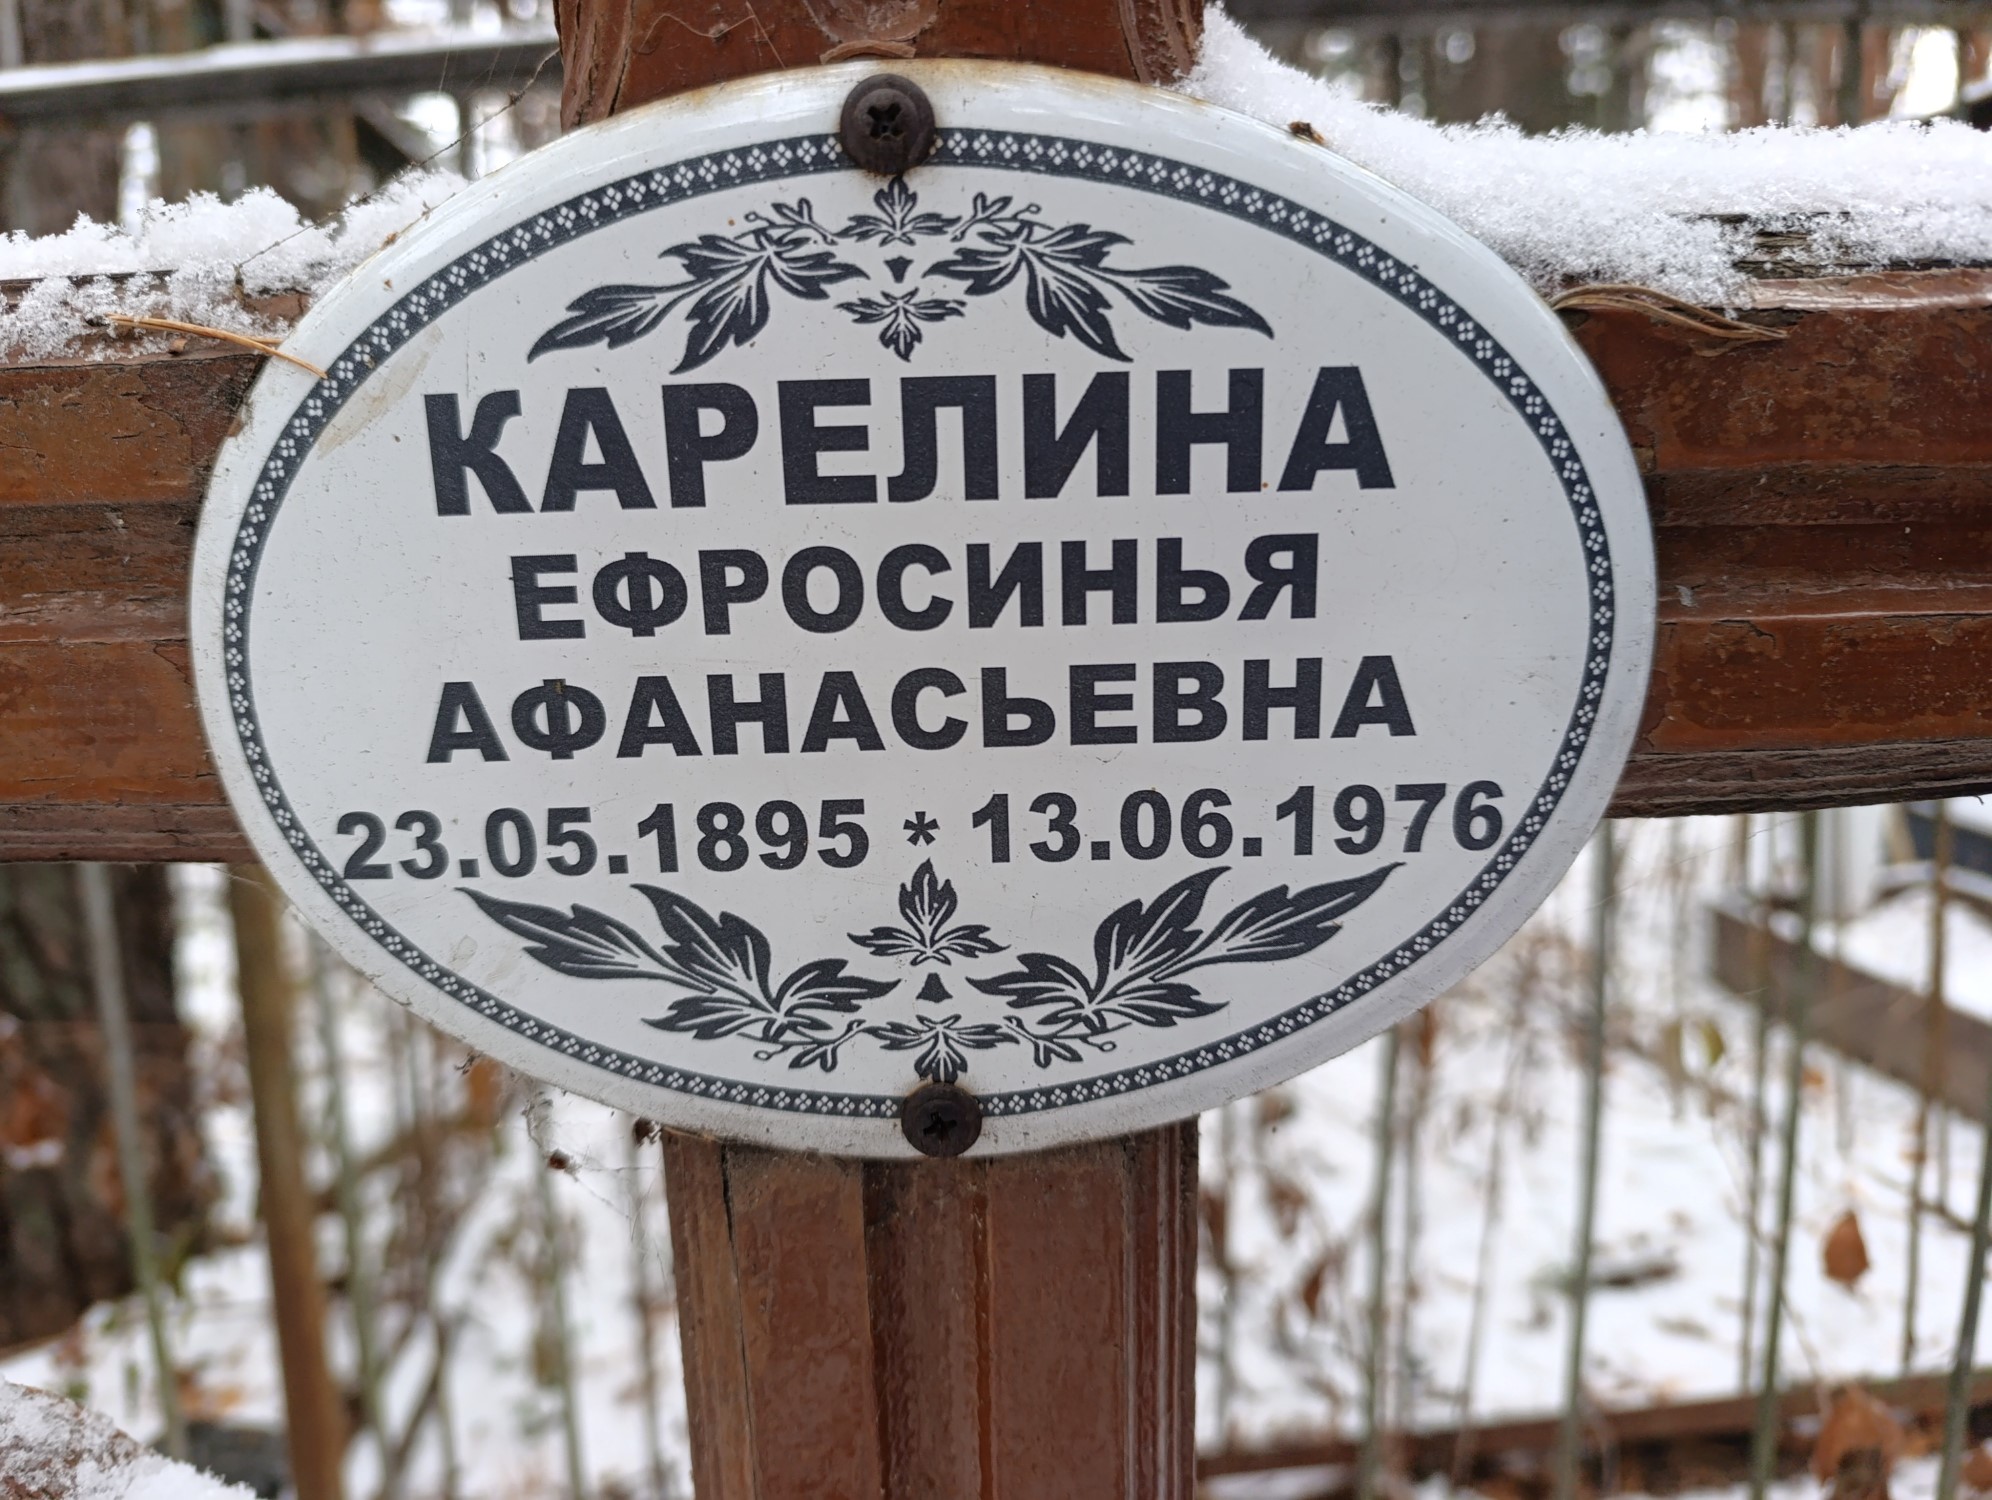 КАРЕЛИНА
ЕФРОСИНЬЯ
АФАНАСЬЕВНА
23.05.1895 * 13.06.1976